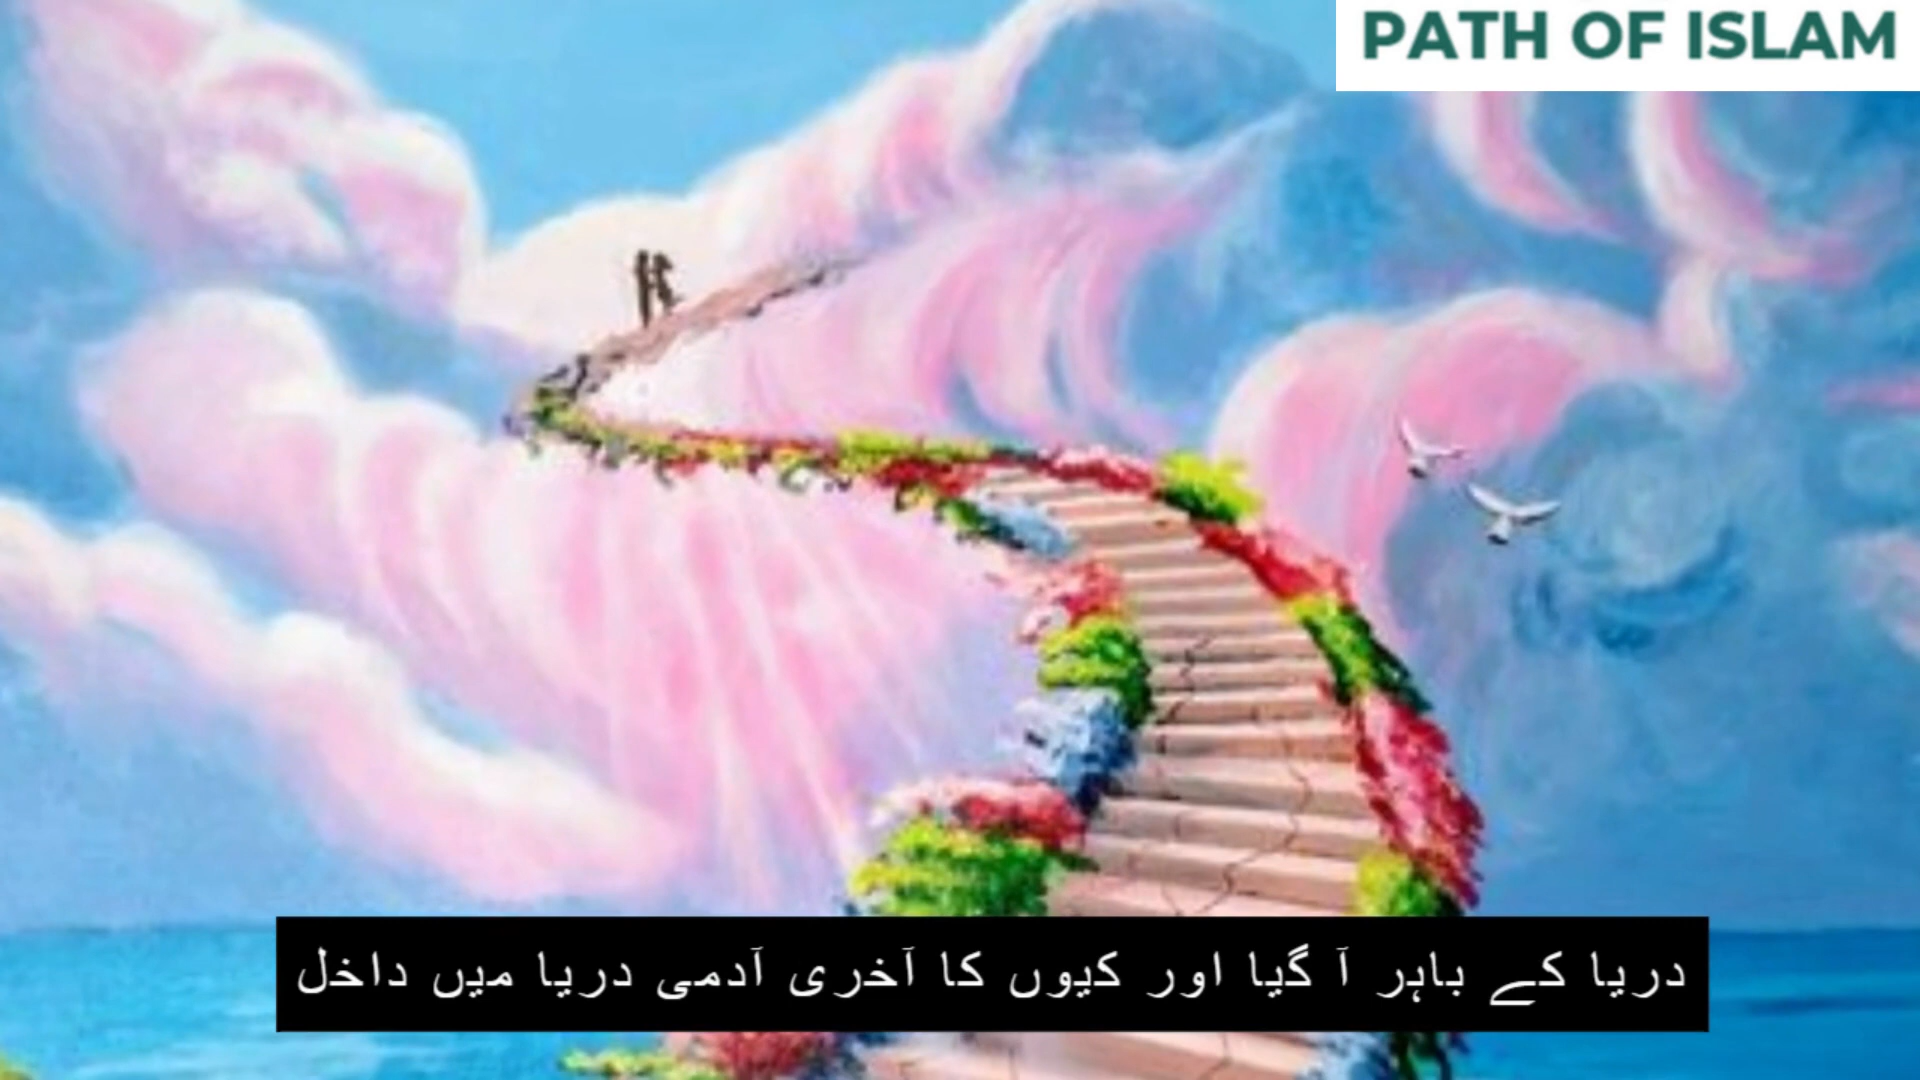 PATH OF ISLAM
دریا کے باہر آ گیا اور کیوں کا آخری آدمی دریا میں داخل